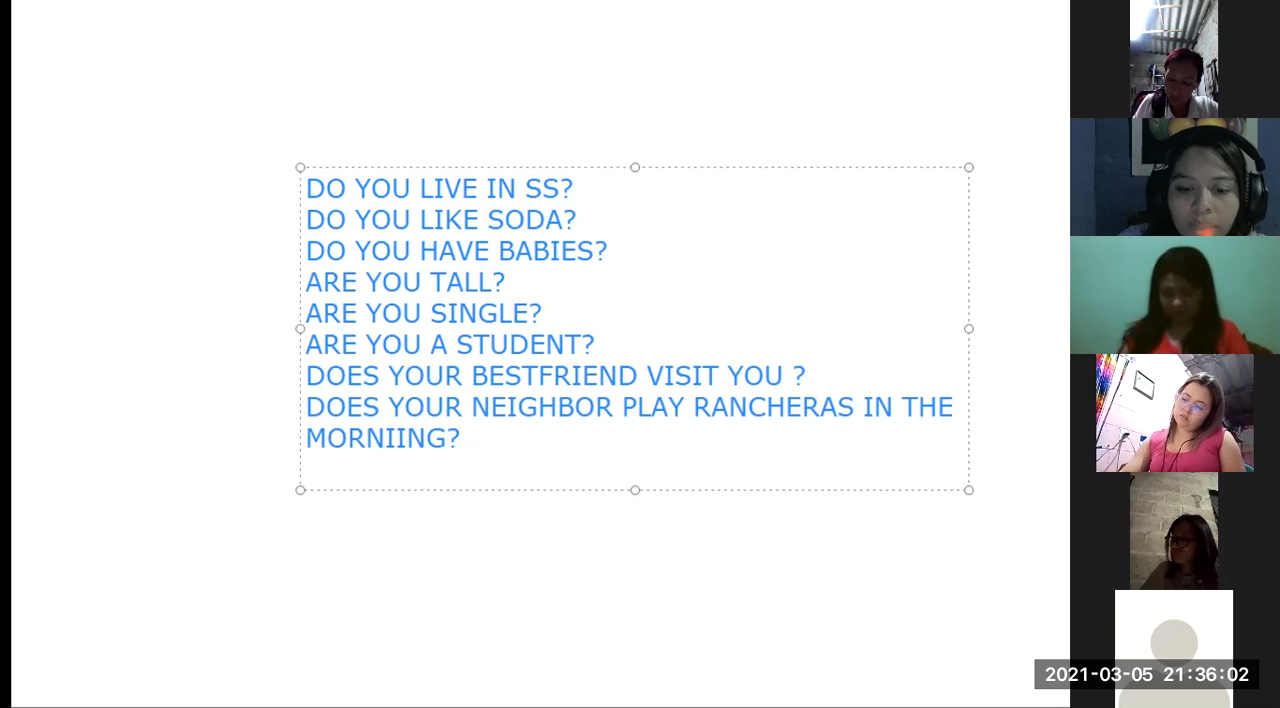 DO YOU LIVE IN SS?
DO YOU LIKE SODA?
DO YOU HAVE BABIES?
ARE YOU TALL?
ARE YOU SINGLE?
ARE YOU A STUDENT?
DOES YOUR BESTFRIEND VISIT YOU ?
DOES YOUR NEIGHBOR PLAY RANCHERAS IN THE
MORNIING?
2021-03-05 21:36:02